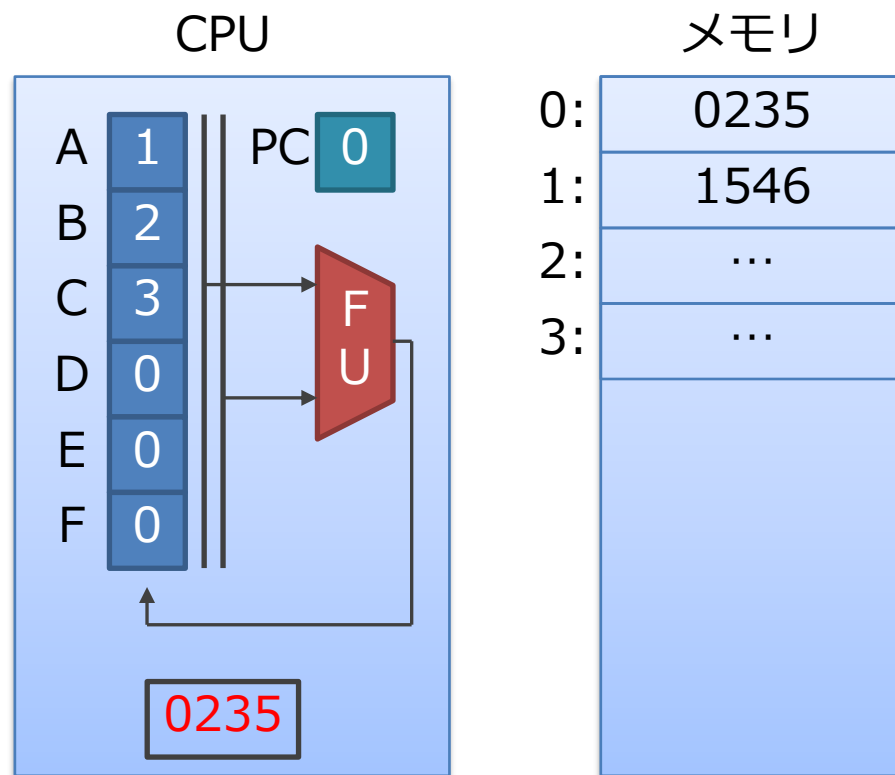 CPU
A 1 PC 0
B 2
C 3
D 0
E 0
F 0
F
U
0235
メモリ
0: 0235
1: 1546
2: …
3: …